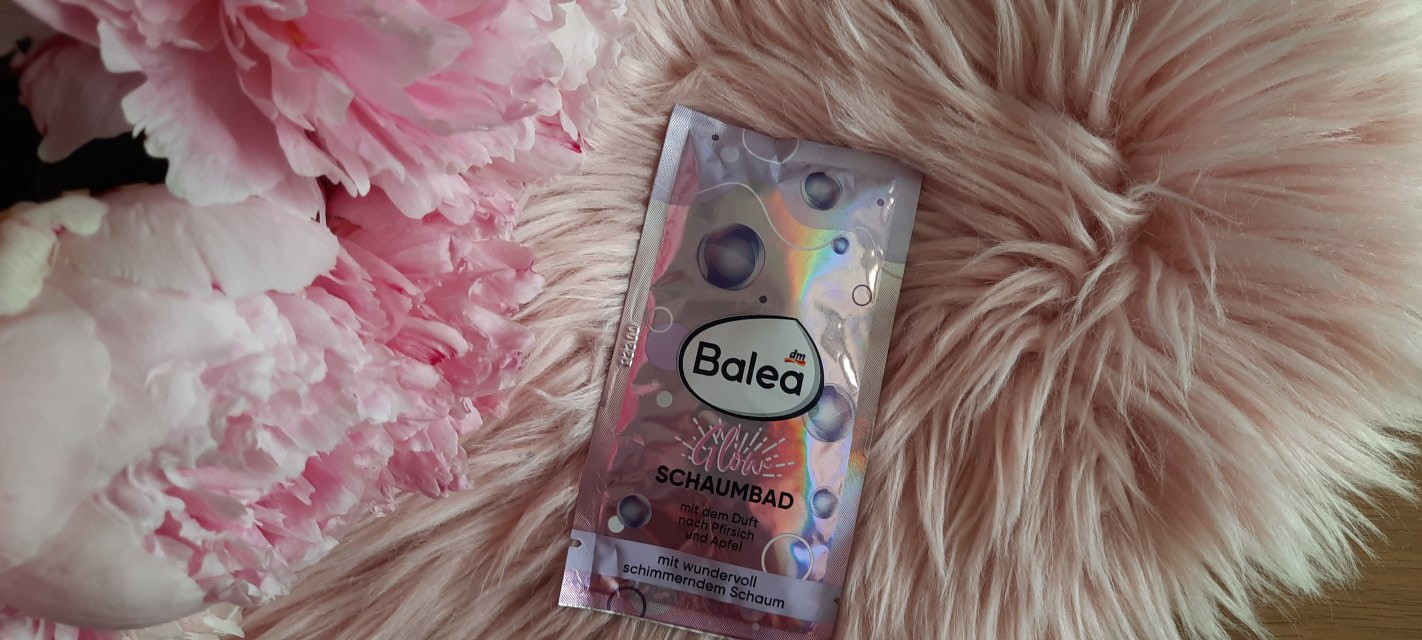 dm
Balea
Glow
SCHAUMBAD
mit dem Duft
nach Pfirsich
und Apfel
mit wundervoll
schimmerndem Schaum